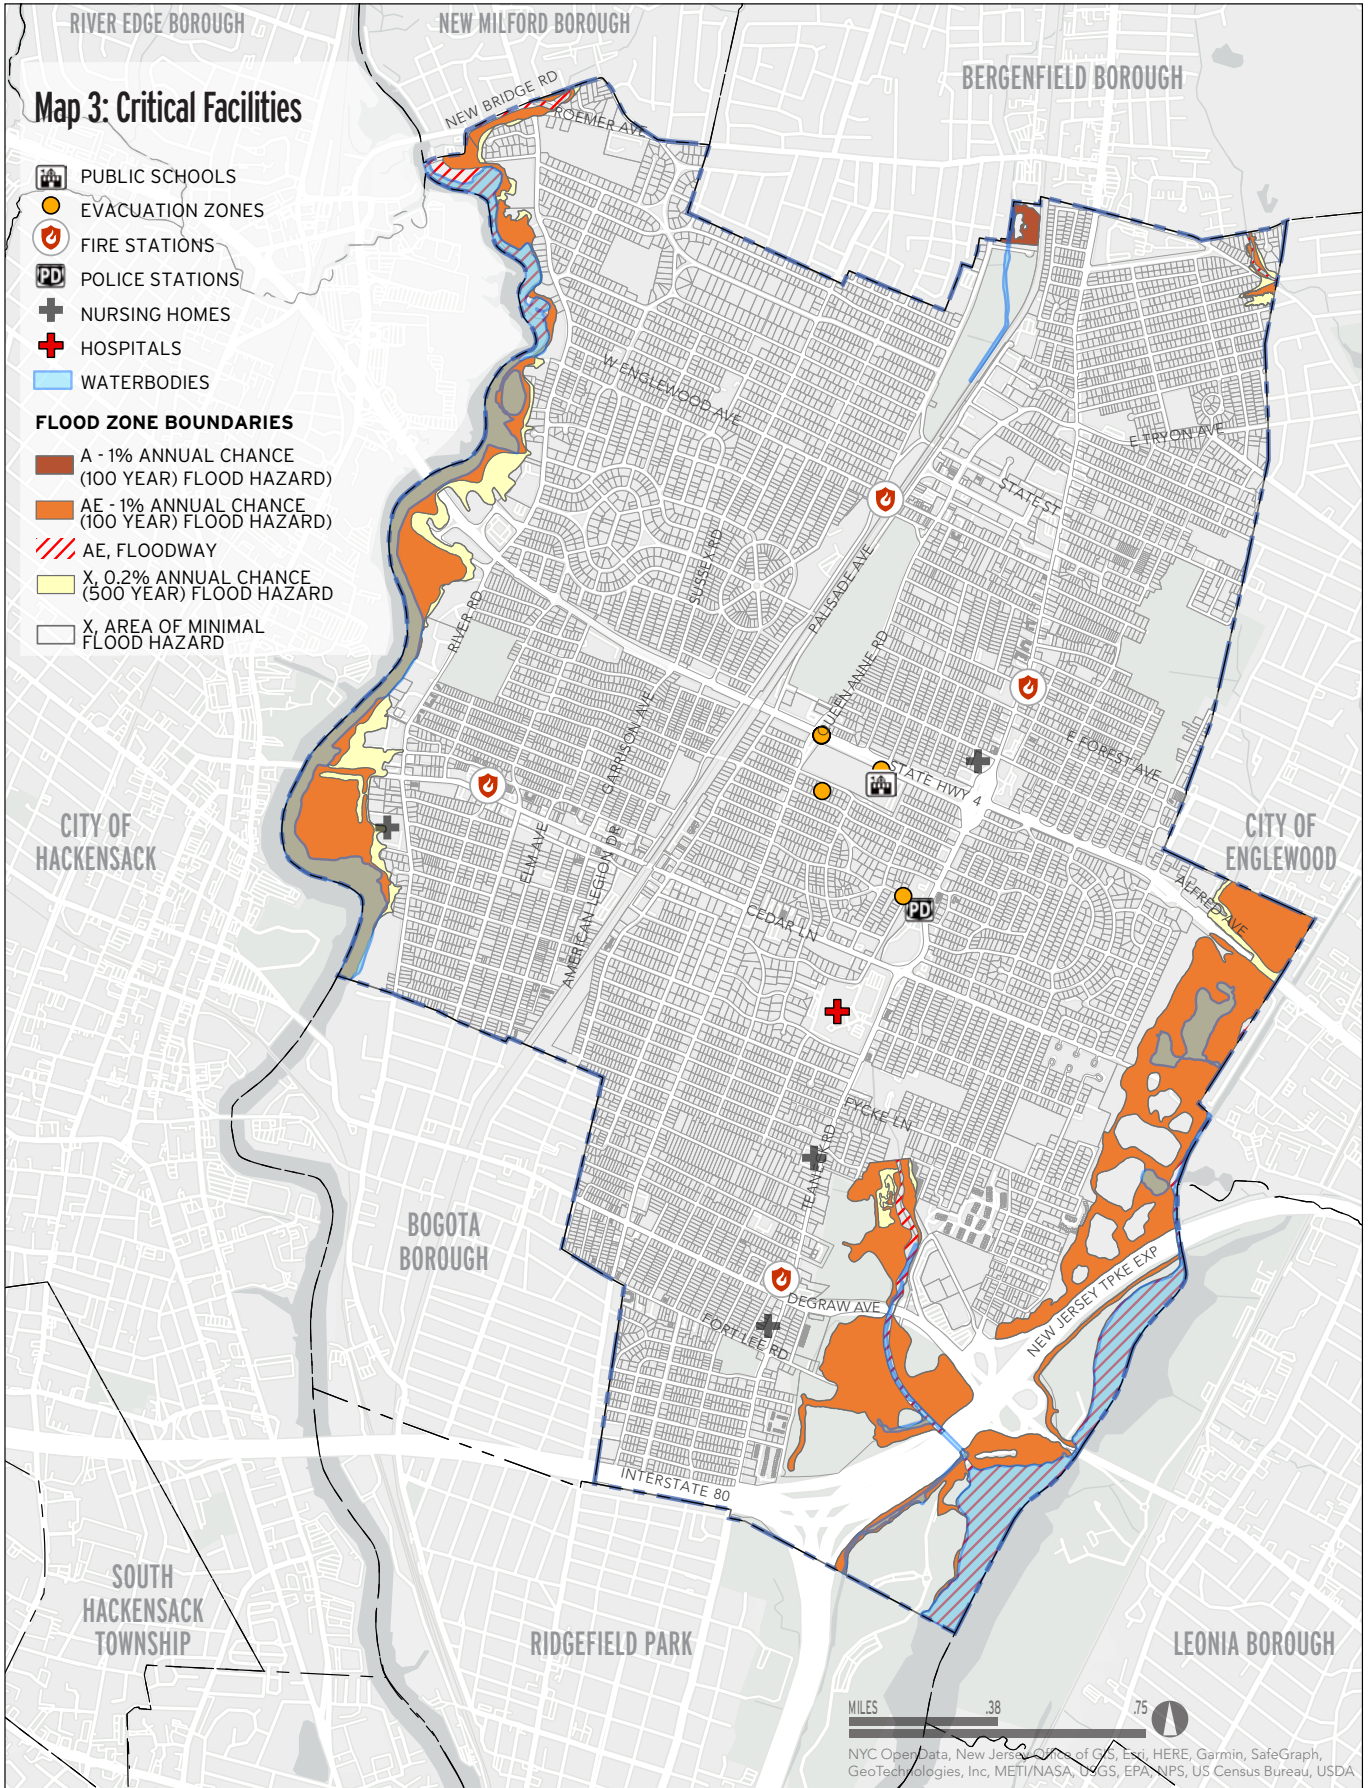 RIVER EDGE BOROUGH
NEW MILFORD BOROUGH
BERGENFIELD BOROUGH
Map 3: Critical Facilities
PUBLIC SCHOOLS
EVACUATION ZONES
FIRE STATIONS
PD
POLICE STATIONS
NURSING HOMES
HOSPITALS
WATERBODIES
FLOOD ZONE BOUNDARIES
A - 1% ANNUAL CHANCE
(100 YEAR) FLOOD HAZARD)
AE - 1% ANNUAL CHANCE
(100 YEAR) FLOOD HAZARD)
AE, FLOODWAY
X, 0.2% ANNUAL CHANCE
(500 YEAR) FLOOD HAZARD
X, AREA OF MINIMAL
FLOOD HAZARD
NEW BRIDGE RD
ROEMER AVE
W ENGLEWOOD AVE
E TRYON AVE
STATE ST
SUSSEX RD
PALISADE AVE
RIVER RD
QUEEN ANNE RD
GARRISON AVE
E FOREST AVE
STATE HWY 4
CITY OF
HACKENSACK
CITY OF
ENGLEWOOD
ELM AVE
AMERICAN LEGION DR
ALFRED AVE
PD
CEDAR LN
FYCKE LN
TEANECK RD
BOGOTA
BOROUGH
NEW JERSEY TPKE EXP
DEGRAW AVE
FORT LEE RD
INTERSTATE 80
SOUTH
HACKENSACK
TOWNSHIP
RIDGEFIELD PARK
LEONIA BOROUGH
MILES .38 .75
NYC OpenData, New Jersey Office of GIS, Esri, HERE, Garmin, SafeGraph,
GeoTechnologies, Inc, METI/NASA, USGS, EPA, NPS, US Census Bureau, USDA